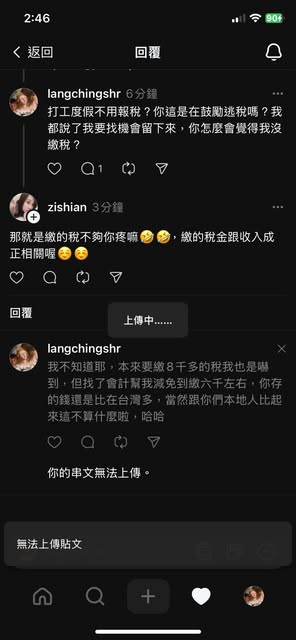 2:46
90+
返回
回覆
langchingshr 6分鐘
打工度假不用報稅？你這是在鼓勵逃稅嗎？我
都說了我要找機會留下來，你怎麼會覺得我沒
繳稅？
1
zishian 3分鐘
那就是繳的稅不夠你疼嘛🤣🤣，繳的稅金跟收入成
正相關喔☺️☺️
回覆
上傳中......
langchingshr
我不知道耶，本來要繳8千多的稅我也是嚇
到，但找了會計幫我減免到繳六千左右，你存
的錢還是比在台灣多，當然跟你們本地人比起
來這不算什麼啦，哈哈
你的串文無法上傳。
無法上傳貼文